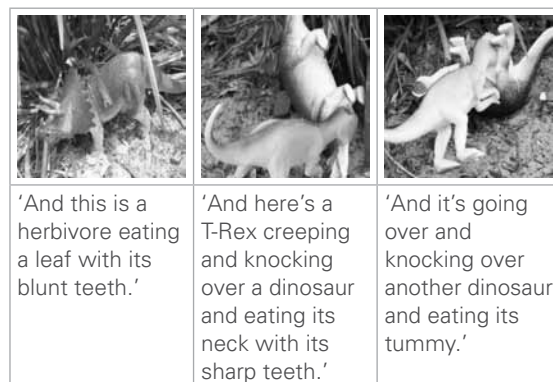 'And this is a
herbivore eating
a leaf with its
blunt teeth.'
'And here's a
T-Rex creeping
and knocking
over a dinosaur
and eating its
neck with its
sharp teeth.'
'And it's going
over and
knocking over
another dinosaur
and eating its
tummy.'